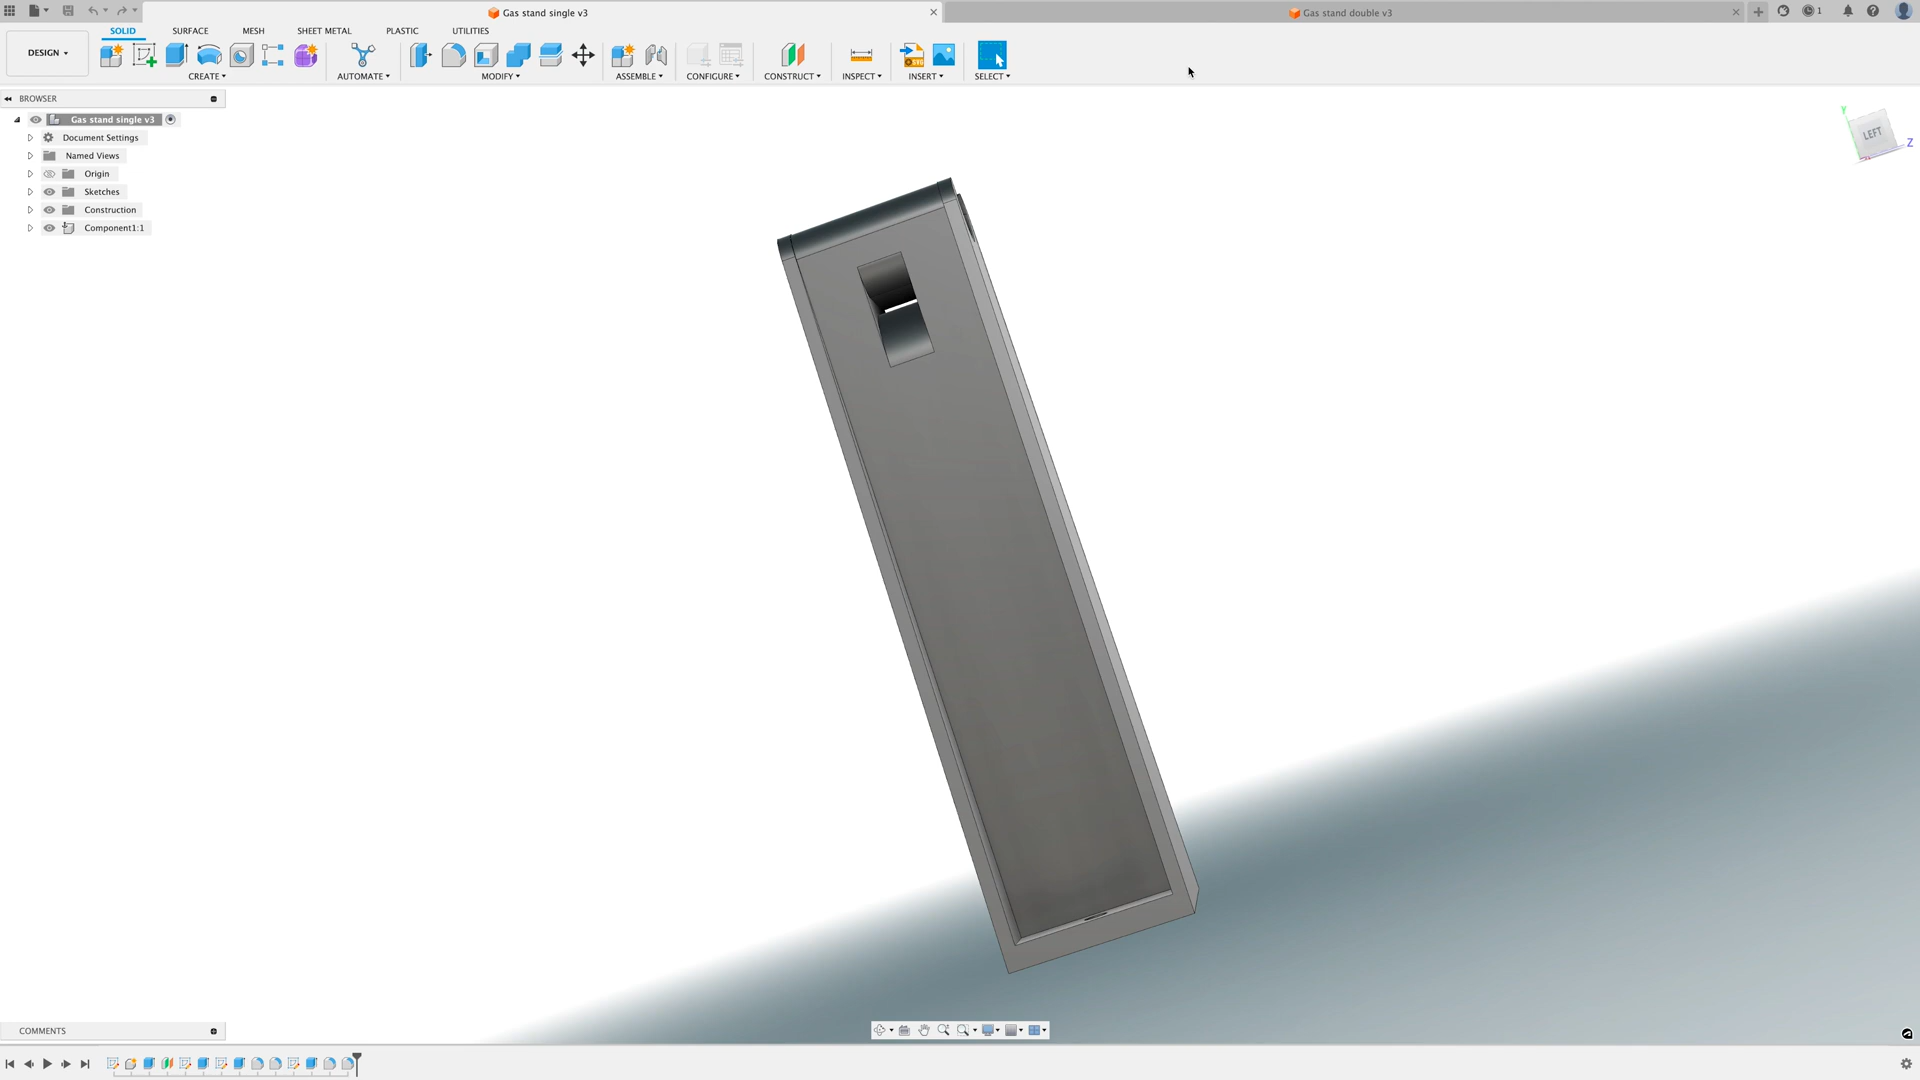 Gas stand single v3
Gas stand double v3
1
DESIGN
SOLID
SURFACE
MESH
SHEET METAL
PLASTIC
UTILITIES
CREATE
AUTOMATE
MODIFY
ASSEMBLE
CONFIGURE
CONSTRUCT
INSPECT
INSERT
SELECT
BROWSER
Gas stand single v3
Document Settings
Named Views
Origin
Sketches
Construction
Component1:1
Y
LEFT
Z
COMMENTS